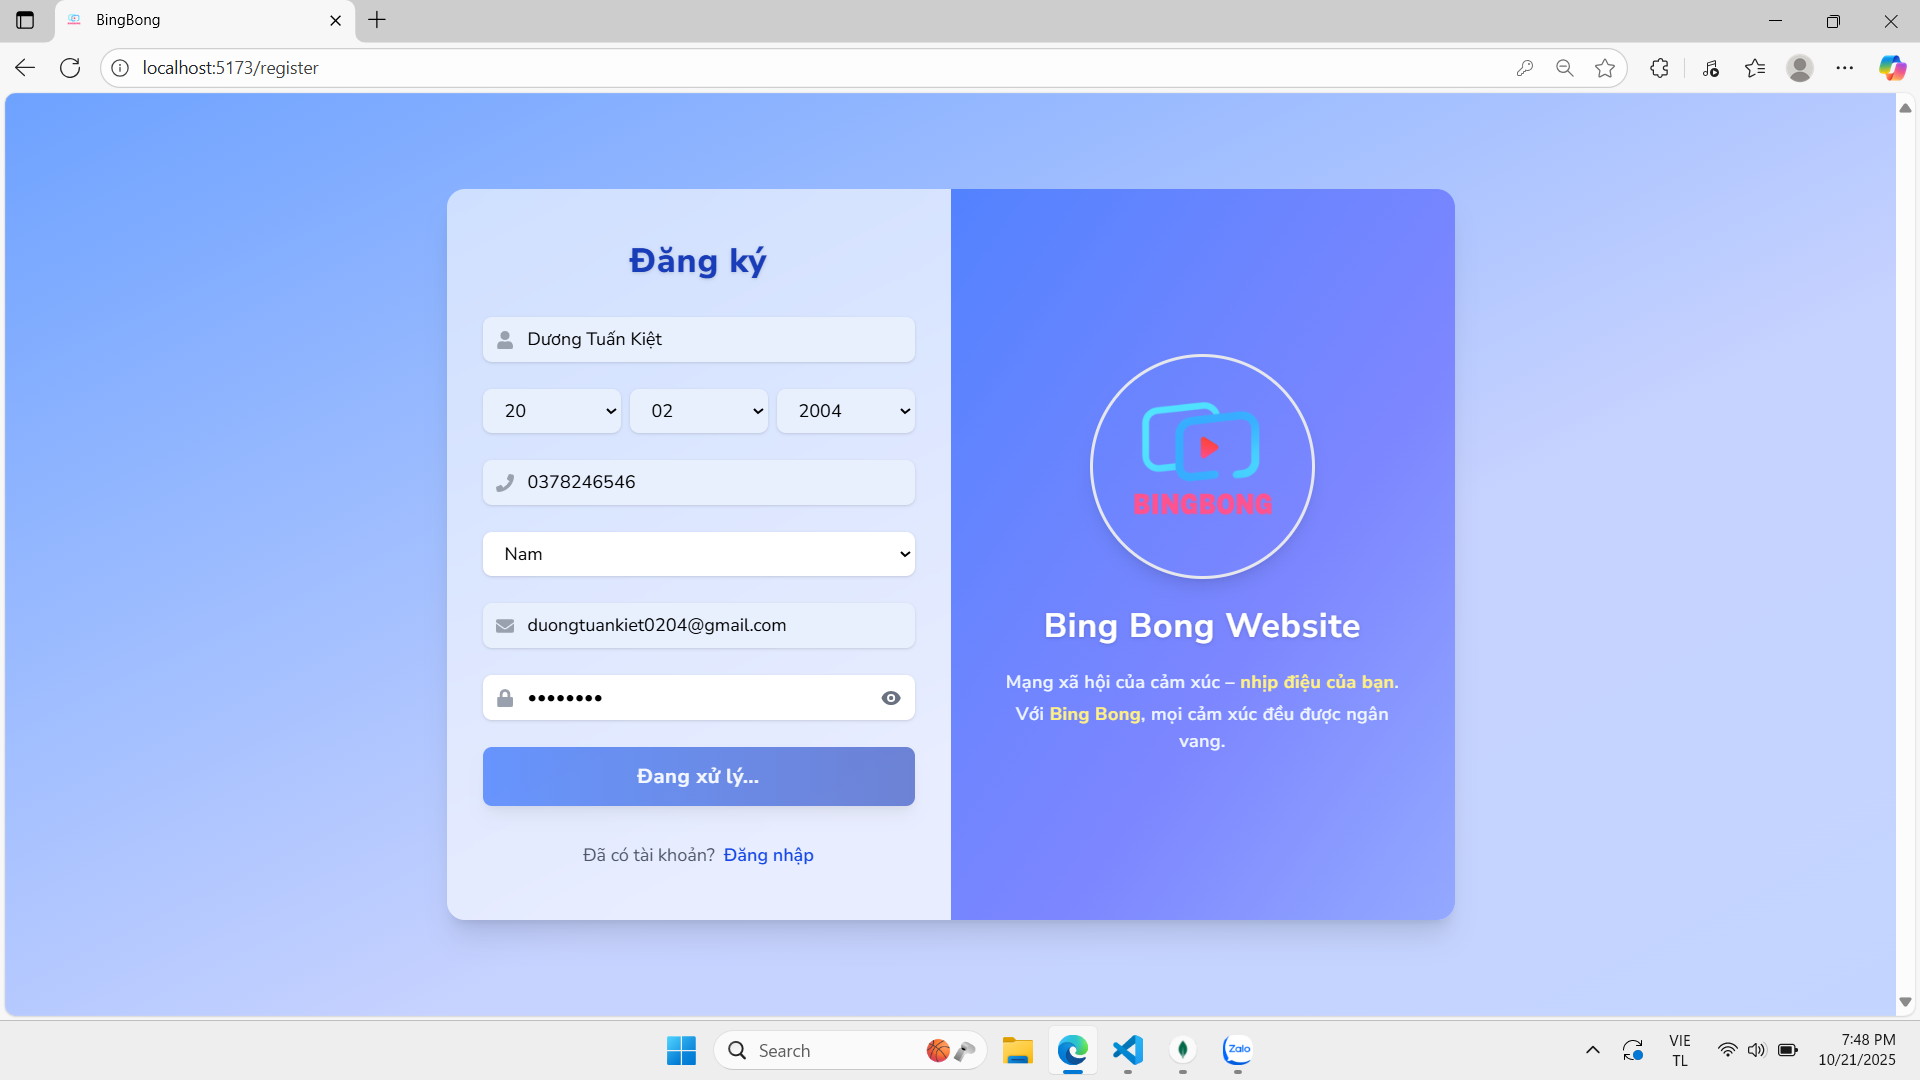 BingBong
localhost:5173/register
Đăng ký
Dương Tuấn Kiệt
20 02 2004
0378246546
Nam
duongtuankiet0204@gmail.com
••••••••
Đang xử lý...
Đã có tài khoản? Đăng nhập
BINGBONG
Bing Bong Website
Mạng xã hội của cảm xúc – nhịp điệu của bạn.
Với Bing Bong, mọi cảm xúc đều được ngân
vang.
Search
Zalo
VIE
TL
7:48 PM
10/21/2025